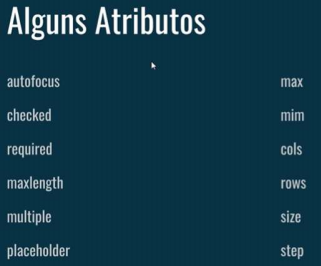 Alguns Atributos
autofocus
checked
required
maxlength
multiple
placeholder
max
mim
cols
rows
size
step